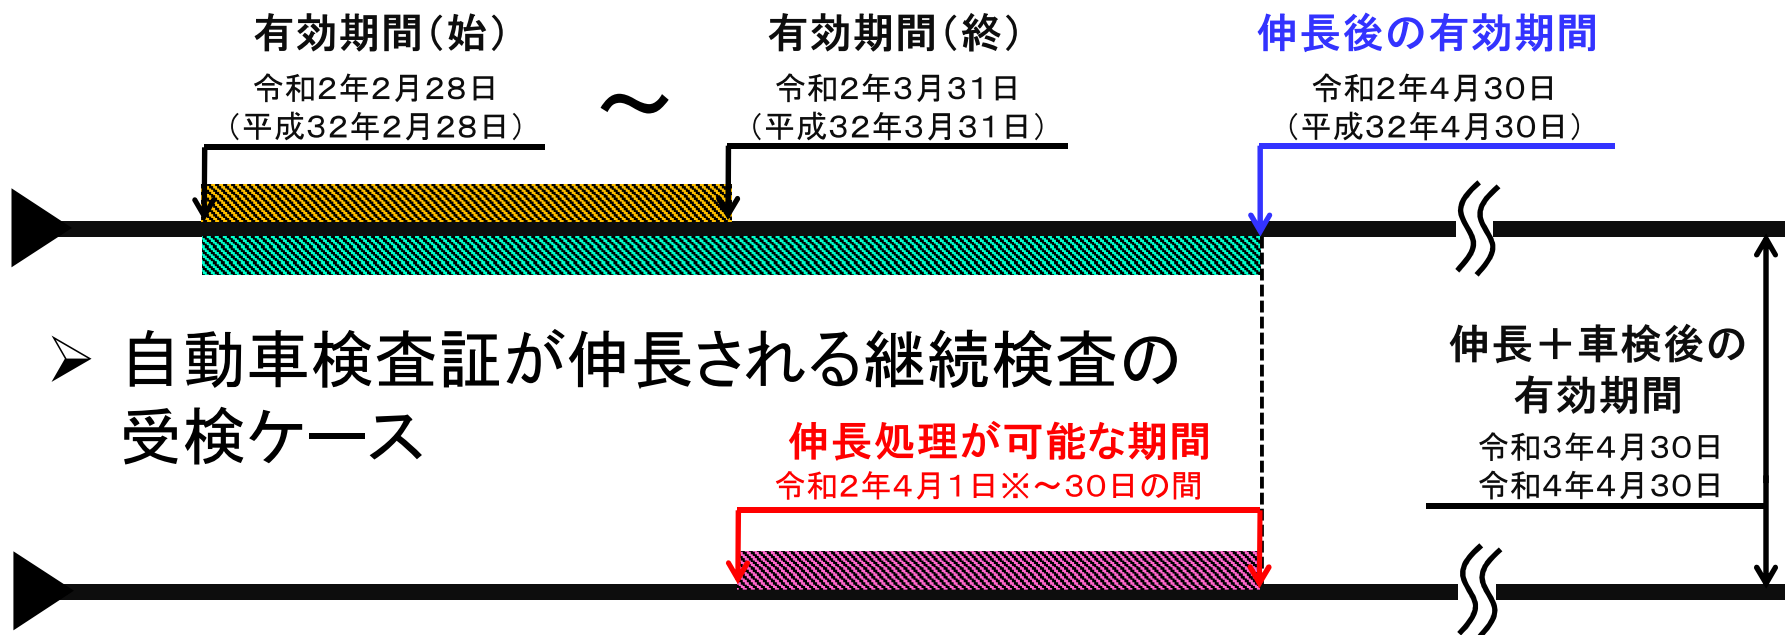 有効期間（始）
令和2年2月28日
（平成32年2月28日）
～
有効期間（終）
令和2年3月31日
（平成32年3月31日）
伸長後の有効期間
令和2年4月30日
（平成32年4月30日）
➢ 自動車検査証が伸長される継続検査の
受検ケース
伸長処理が可能な期間
令和2年4月1日※～30日の間
伸長＋車検後の
有効期間
令和3年4月30日
令和4年4月30日